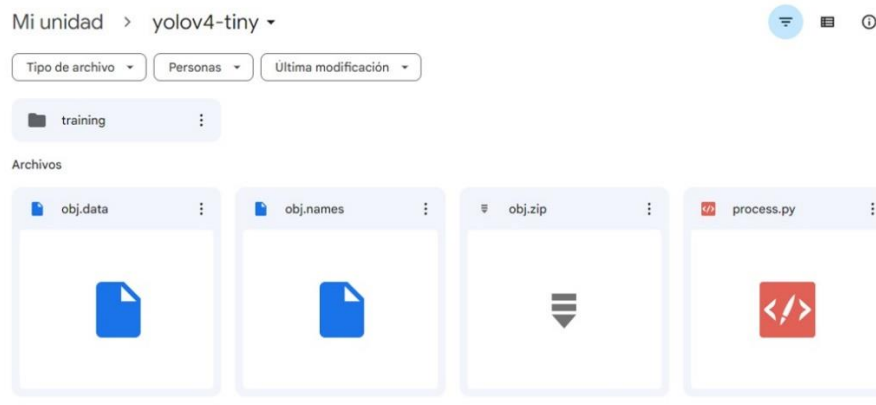 Mi unidad > yolov4-tiny
Tipo de archivo Personas Última modificación
training
Archivos
obj.data obj.names obj.zip process.py